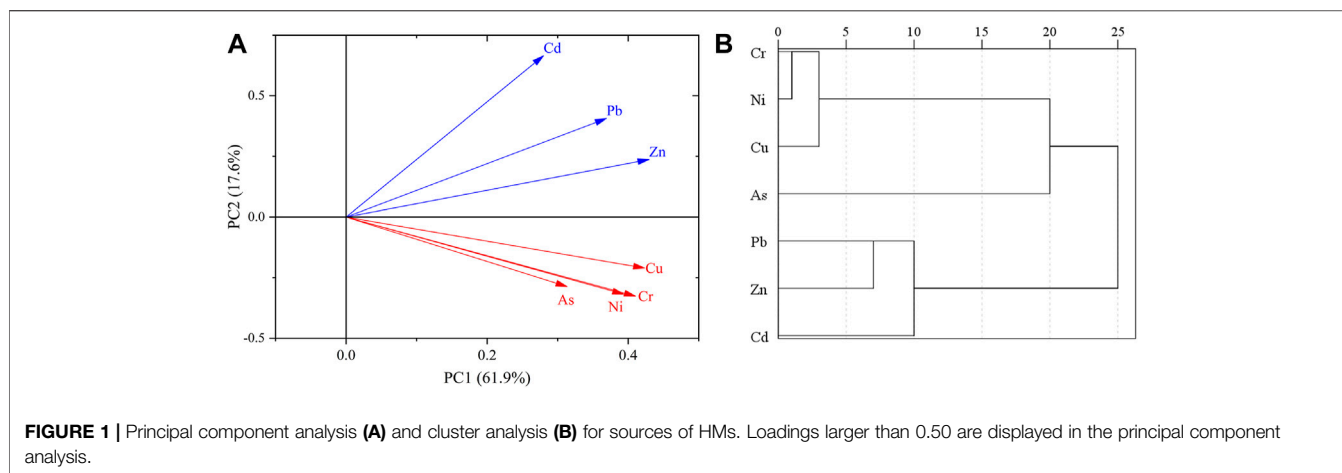 A
Cd
Pb
Zn
Cu
Cr
Ni
As
0.5
0.0
-0.5
PC2 (17.6%)
0.0 0.2 0.4
PC1 (61.9%)
B
0 5 10 15 20 25
Cr
Ni
Cu
As
Pb
Zn
Cd
FIGURE 1 | Principal component analysis (A) and cluster analysis (B) for sources of HMs. Loadings larger than 0.50 are displayed in the principal component
analysis.